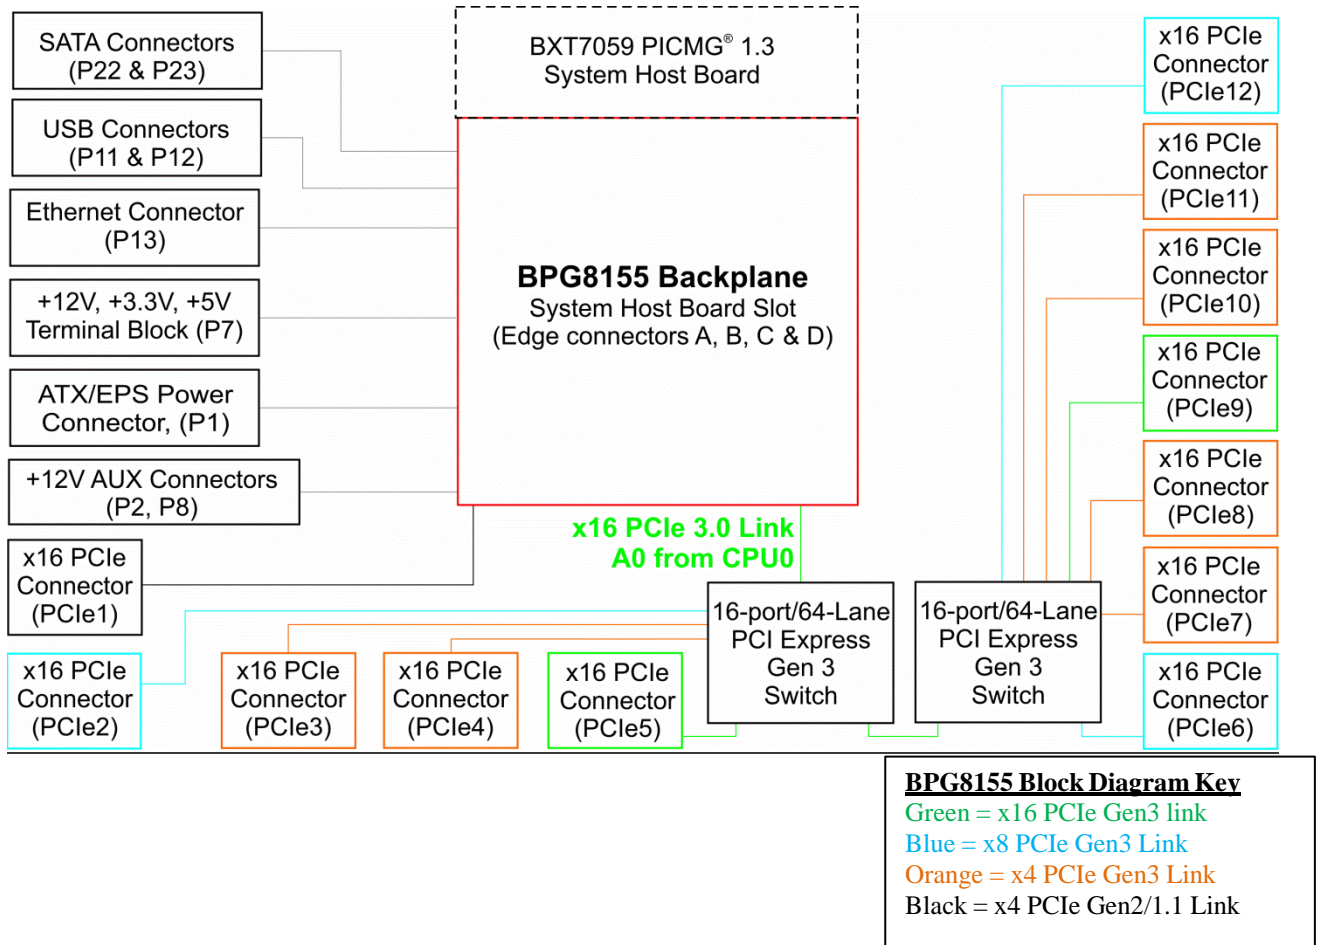 SATA Connectors
(P22 & P23)
USB Connectors
(P11 & P12)
Ethernet Connector
(P13)
+12V, +3.3V, +5V
Terminal Block (P7)
ATX/EPS Power
Connector, (P1)
+12V AUX Connectors
(P2, P8)
x16 PCIe
Connector
(PCIe1)
x16 PCIe
Connector
(PCIe2)
x16 PCIe
Connector
(PCIe3)
x16 PCIe
Connector
(PCIe4)
x16 PCIe
Connector
(PCIe5)
BXT7059 PICMG® 1.3
System Host Board
BPG8155 Backplane
System Host Board Slot
(Edge connectors A, B, C & D)
x16 PCIe 3.0 Link
A0 from CPU0
16-port/64-Lane
PCI Express
Gen 3
Switch
16-port/64-Lane
PCI Express
Gen 3
Switch
x16 PCIe
Connector
(PCIe12)
x16 PCIe
Connector
(PCIe11)
x16 PCIe
Connector
(PCIe10)
x16 PCIe
Connector
(PCIe9)
x16 PCIe
Connector
(PCIe8)
x16 PCIe
Connector
(PCIe7)
x16 PCIe
Connector
(PCIe6)
BPG8155 Block Diagram Key
Green = x16 PCIe Gen3 link
Blue = x8 PCIe Gen3 Link
Orange = x4 PCIe Gen3 Link
Black = x4 PCIe Gen2/1.1 Link